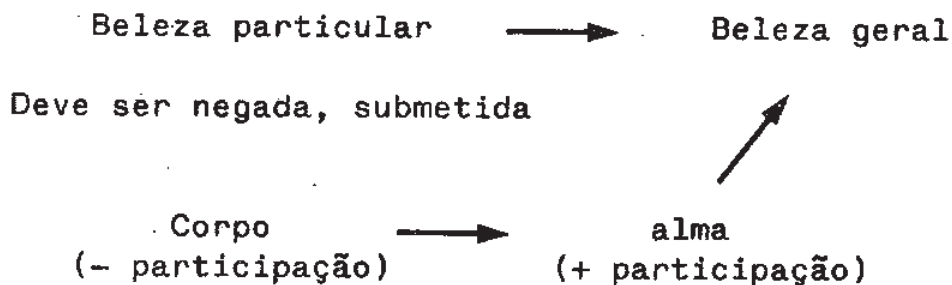 Beleza particular Beleza geral
Deve ser negada, submetida
Corpo alma
(- participação) (+ participação)